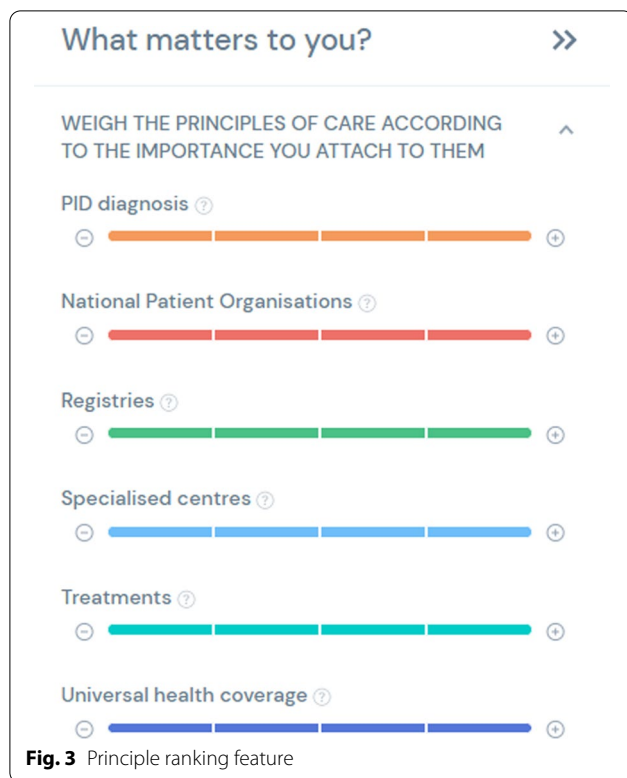 What matters to you?
WEIGH THE PRINCIPLES OF CARE ACCORDING
TO THE IMPORTANCE YOU ATTACH TO THEM
PID diagnosis
National Patient Organisations
Registries
Specialised centres
Treatments
Universal health coverage
Fig. 3 Principle ranking feature